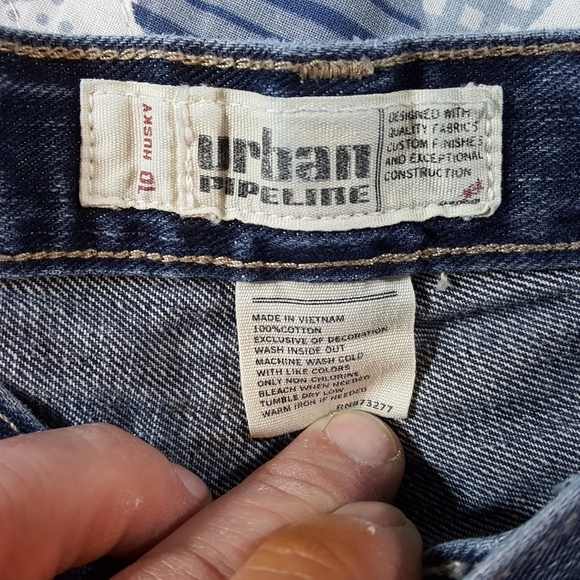 10 HUSKY
urban
PIPELINE
DESIGNED WITH
QUALITY FABRICS
CUSTOM FINISHES
AND EXCEPTIONAL
CONSTRUCTION
MADE IN VIETNAM
100%COTTON
EXCLUSIVE OF DECORATION
WASH INSIDE OUT
MACHINE WASH COLD
WITH LIKE COLORS
ONLY NON-CHLORINE
BLEACH WHEN NEEDED
TUMBLE DRY LOW
WARM IRON IF NEEDED
RN#73277